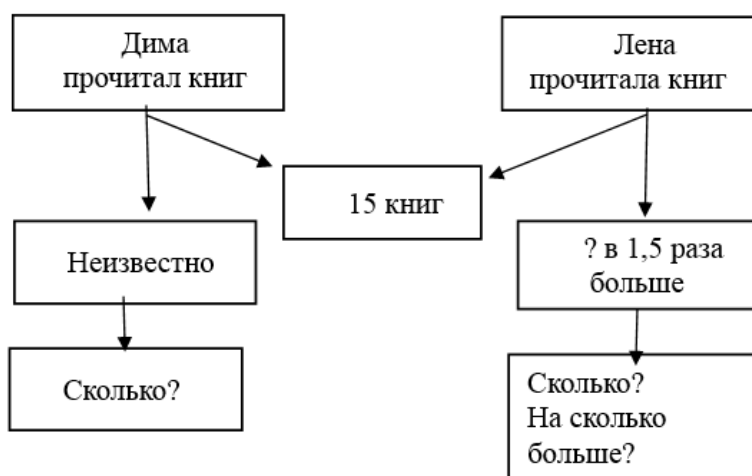 Дима
прочитал книг
Лена
прочитала книг
15 книг
Неизвестно
? в 1,5 раза
больше
Сколько?
Сколько?
На сколько
больше?